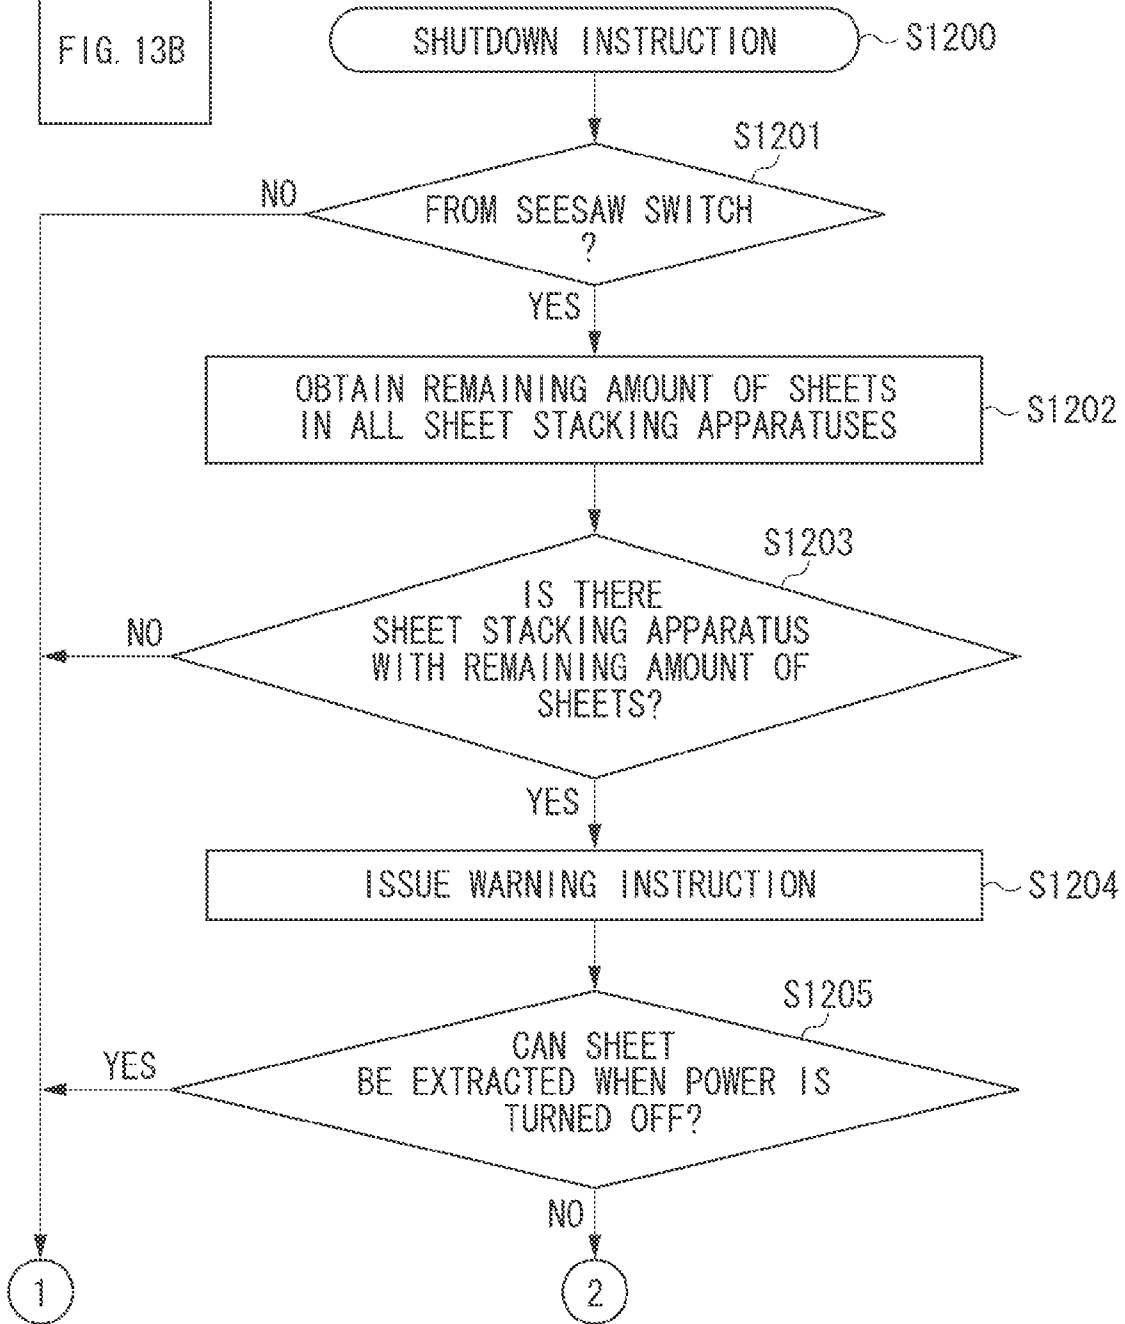 FIG. 13B
SHUTDOWN INSTRUCTION
S1200
S1201
NO
FROM SEESAW SWITCH
?
YES
OBTAIN REMAINING AMOUNT OF SHEETS
IN ALL SHEET STACKING APPARATUSES
S1202
S1203
IS THERE
SHEET STACKING APPARATUS
WITH REMAINING AMOUNT OF
SHEETS?
NO
YES
ISSUE WARNING INSTRUCTION
S1204
S1205
CAN SHEET
BE EXTRACTED WHEN POWER IS
TURNED OFF?
YES
NO
1
2